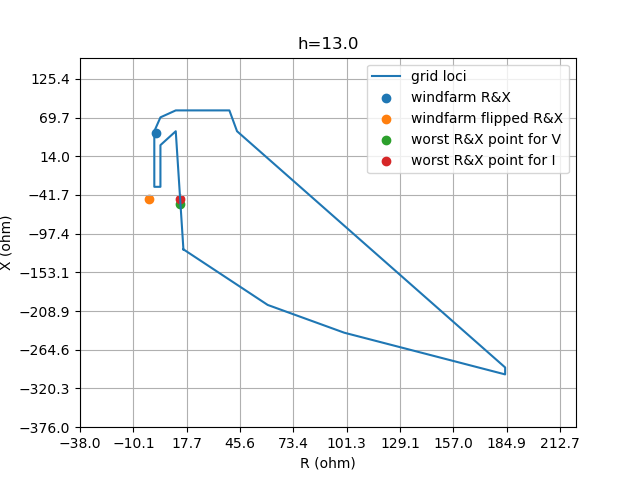 h=13.0
grid loci
windfarm R&X
windfarm flipped R&X
worst R&X point for V
worst R&X point for I
X (ohm)
125.4
69.7
14.0
−41.7
−97.4
−153.1
−208.9
−264.6
−320.3
−376.0
−38.0 −10.1 17.7 45.6 73.4 101.3 129.1 157.0 184.9 212.7
R (ohm)